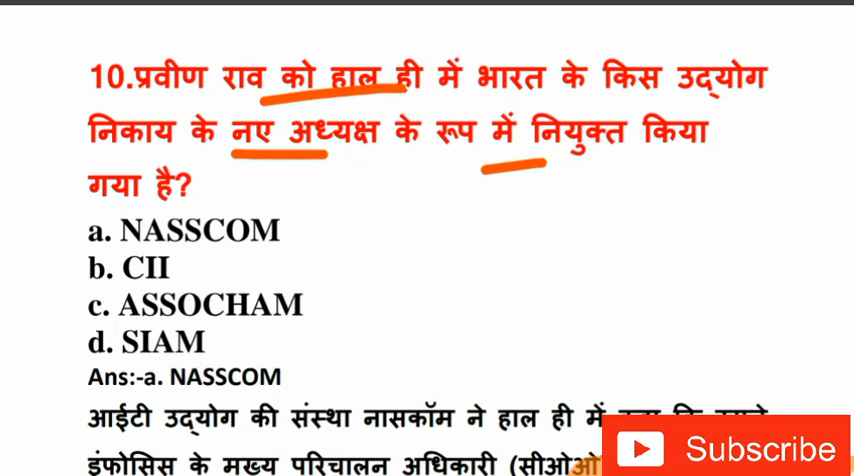 10.प्रवीण राव को हाल ही में भारत के किस उद्योग
निकाय के नए अध्यक्ष के रूप में नियुक्त किया
गया है?
a. NASSCOM
b. CII
c. ASSOCHAM
d. SIAM
Ans:-a. NASSCOM
आईटी उद्योग की संस्था नासकॉम ने हाल ही में
इंफोसिस के मुख्य परिचालन अधिकारी (सीओओ
Subscribe